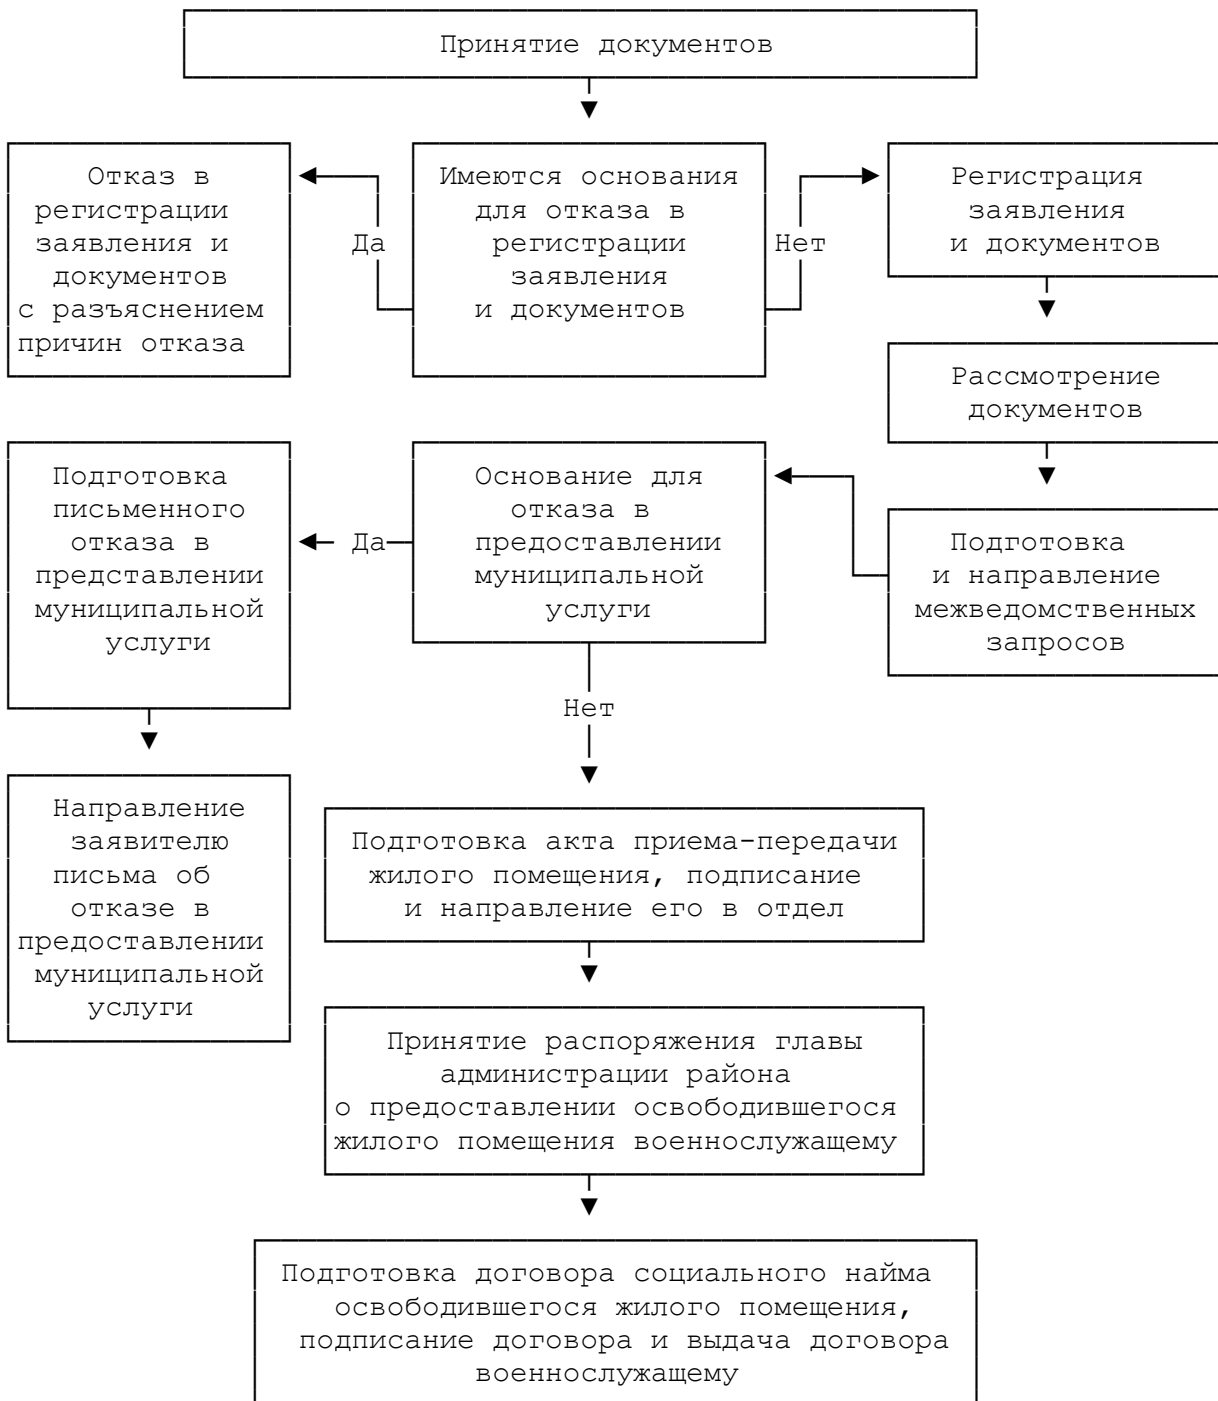 Принятие документов
Отказ в
регистрации
заявления и
документов
с разъяснением
причин отказа
Да
Имеются основания
для отказа в
регистрации
заявления
и документов
Нет
Регистрация
заявления
и документов
Рассмотрение
документов
Подготовка
письменного
отказа в
представлении
муниципальной
услуги
Да
Основание для
отказа в
предоставлении
муниципальной
услуги
Подготовка
и направление
межведомственных
запросов
Нет
Направление
заявителю
письма об
отказе в
предоставлении
муниципальной
услуги
Подготовка акта приема-передачи
жилого помещения, подписание
и направление его в отдел
Принятие распоряжения главы
администрации района
о предоставлении освободившегося
жилого помещения военнослужащему
Подготовка договора социального найма
освободившегося жилого помещения,
подписание договора и выдача договора
военнослужащему